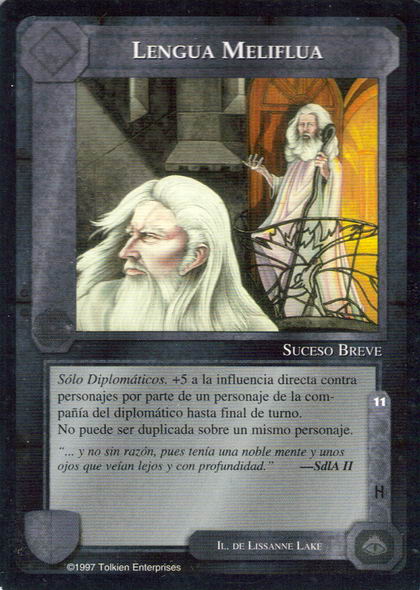 Lengua Meliflua
Suceso Breve
Sólo Diplomáticos. +5 a la influencia directa contra
personajes por parte de un personaje de la com-
pañía del diplomático hasta final de turno.
No puede ser duplicada sobre un mismo personaje.
“... y no sin razón, pues tenía una noble mente y unos
ojos que veían lejos y con profundidad.” —SdlA II
11
H
Il. de Lissanne Lake
©1997 Tolkien Enterprises